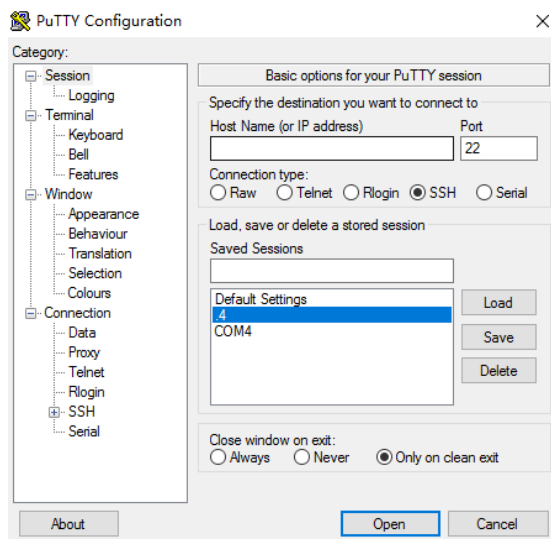 PuTTY Configuration
Category:
Session
Logging
Terminal
Keyboard
Bell
Features
Window
Appearance
Behaviour
Translation
Selection
Colours
Connection
Data
Proxy
Telnet
Rlogin
SSH
Serial
Basic options for your PuTTY session
Specify the destination you want to connect to
Host Name (or IP address) Port
22
Connection type:
Raw Telnet Rlogin SSH Serial
Load, save or delete a stored session
Saved Sessions
Default Settings
.4
COM4
Load
Save
Delete
Close window on exit:
Always Never Only on clean exit
About Open Cancel